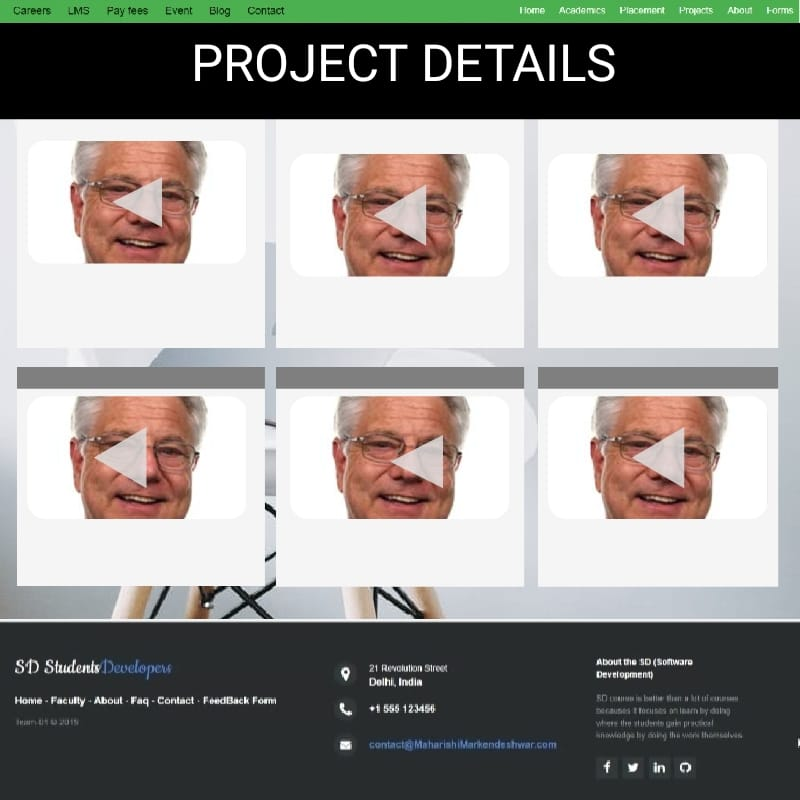 Careers LMS Pay fees Event Blog Contact Home Academics Placement Projects About Forms
PROJECT DETAILS
SD StudentsDevelopers
Home - Faculty - About - Faq - Contact - FeedBack Form
Team-01 © 2019
21 Revolution Street
Delhi, India
+1 555 123456
contact@MaharishiMarkendeshwar.com
About the SD (Software
Development)
SD course is better than a lot of courses
because it focuses on learn by doing
where the students gain practical
knowledge by doing the work themselves.